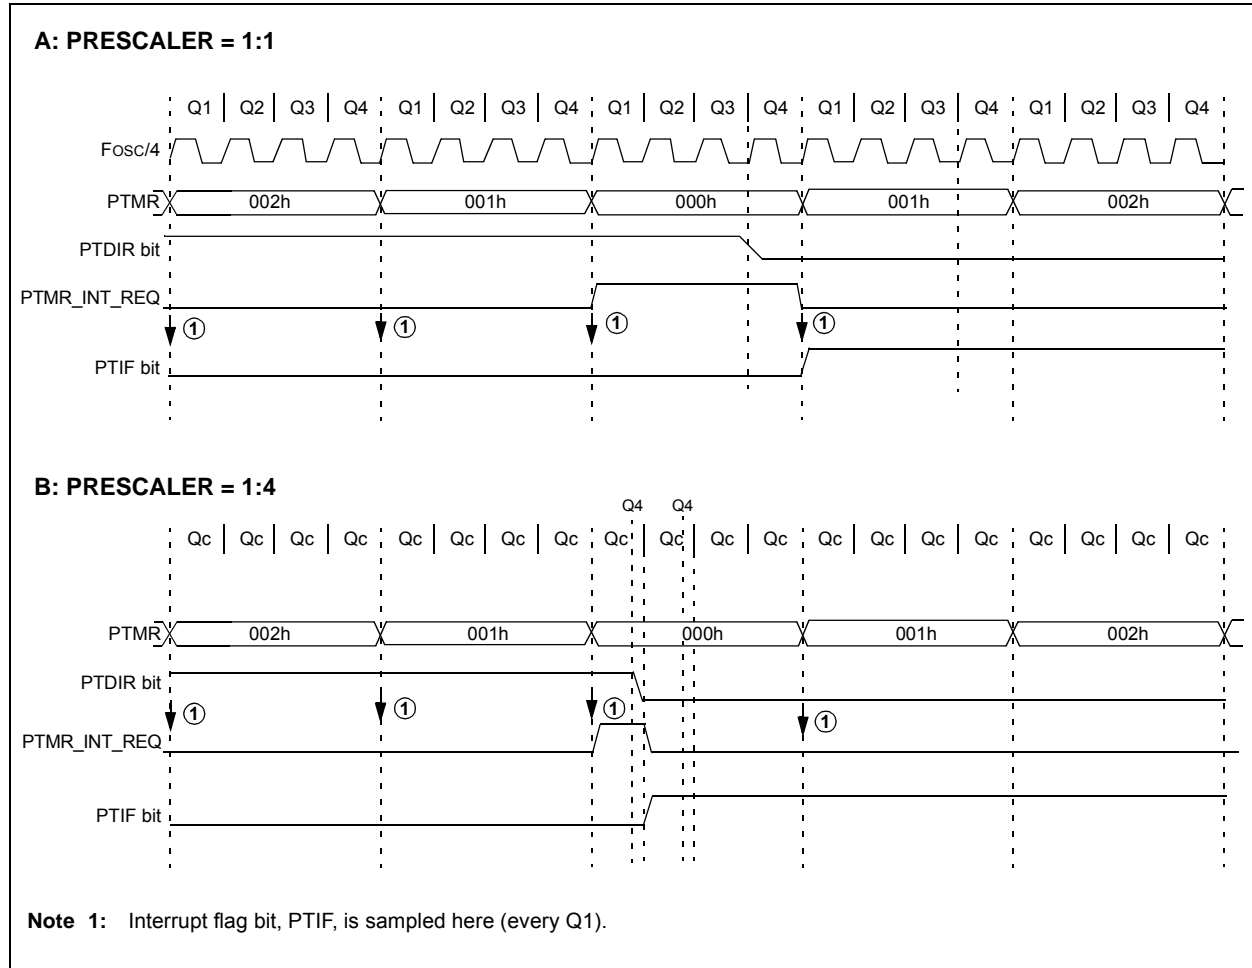 A: PRESCALER = 1:1
Q1 Q2 Q3 Q4 Q1 Q2 Q3 Q4 Q1 Q2 Q3 Q4 Q1 Q2 Q3 Q4 Q1 Q2 Q3 Q4
FOSC/4
PTMR 002h 001h 000h 001h 002h
PTDIR bit
PTMR_INT_REQ
1 1 1 1
PTIF bit
B: PRESCALER = 1:4
Q4 Q4
Qc Qc Qc Qc Qc Qc Qc Qc Qc Qc Qc Qc Qc Qc Qc Qc Qc Qc Qc Qc
PTMR 002h 001h 000h 001h 002h
PTDIR bit
1 1 1 1
PTMR_INT_REQ
PTIF bit
Note 1: Interrupt flag bit, PTIF, is sampled here (every Q1).